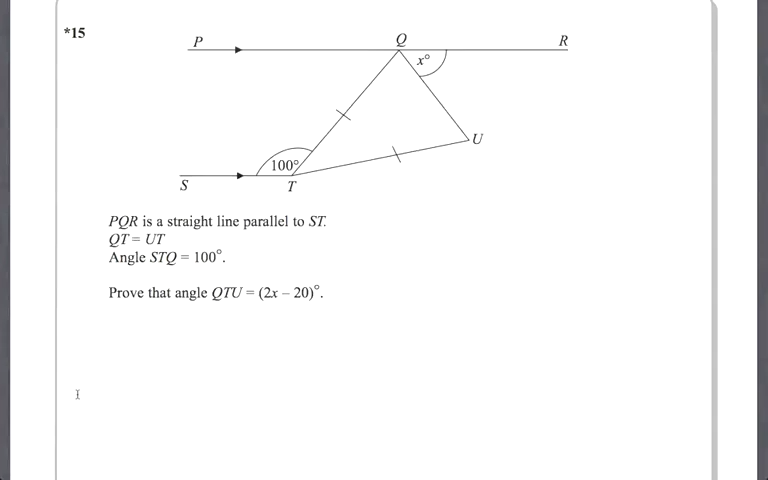 *15
P
Q
R
x°
U
100°
S
T
PQR is a straight line parallel to ST.
QT = UT
Angle STQ = 100°.
Prove that angle QTU = (2x – 20)°.